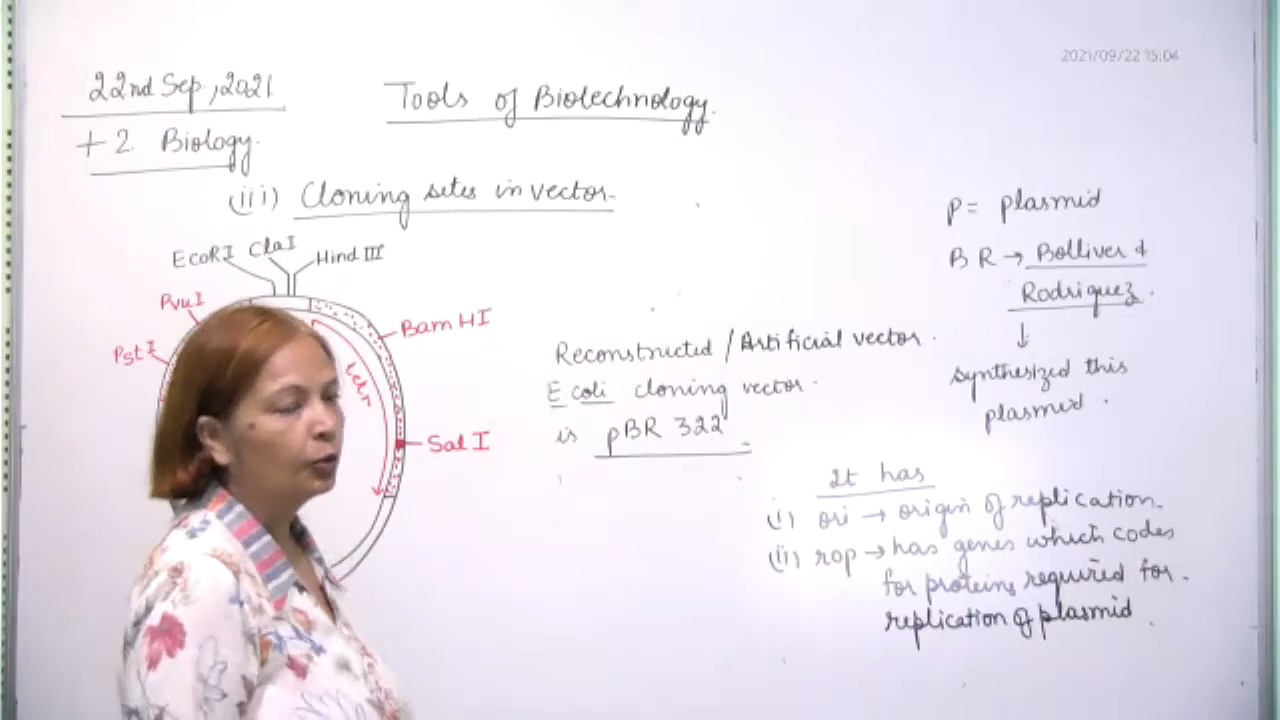 2021/09/22 15:04
22nd Sep, 2021
Tools of Biotechnology.
+2 Biology.
(iii) Cloning sites in vector.
EcoRI ClaI Hind III
PvuI
PstI
Bam HI
tetr
Sal I
Reconstructed / Artificial vector.
E coli cloning vector.
is pBR 322
P = plasmid
BR → Bolliver &
Rodriguez.
↓
synthesized this
plasmid.
It has
(i) ori → origin of replication.
(ii) rop → has genes which codes
for proteins required for.
replication of plasmid.